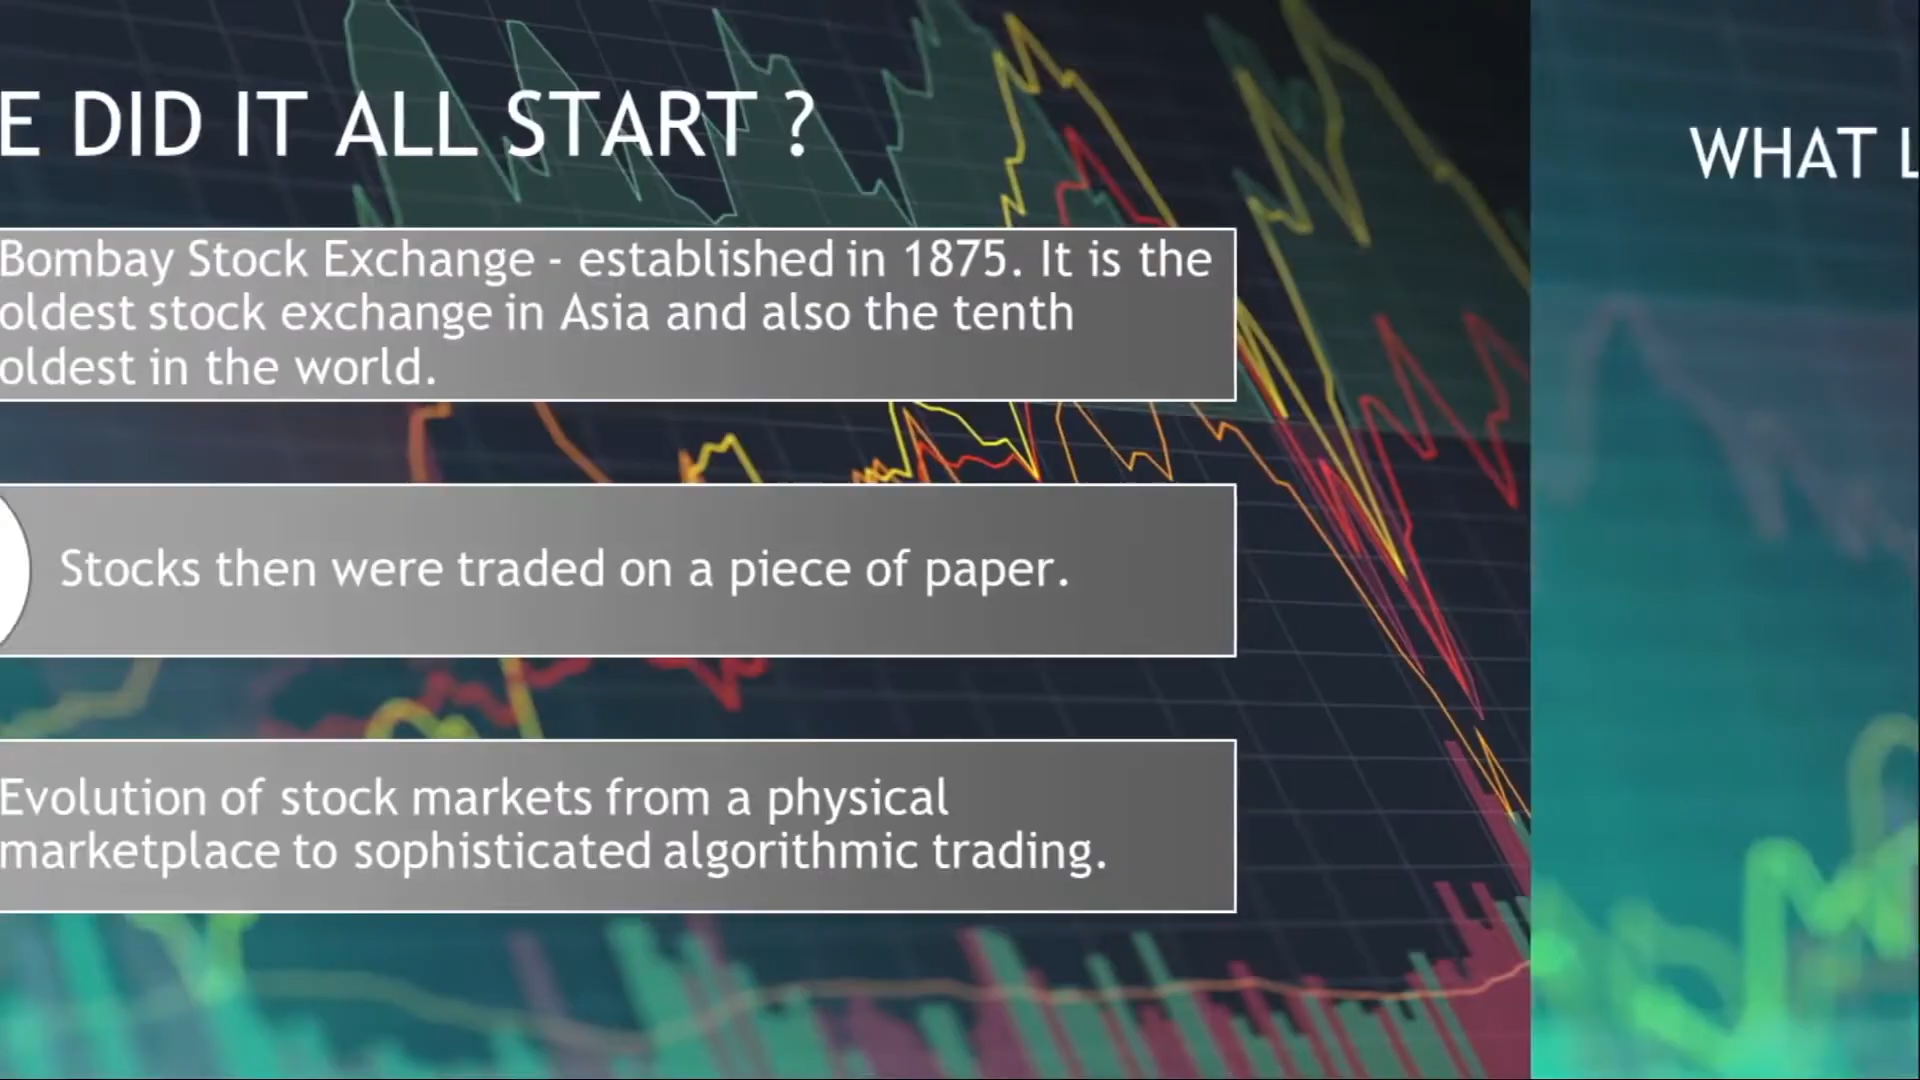 E DID IT ALL START ?
WHAT L
Bombay Stock Exchange - established in 1875. It is the
oldest stock exchange in Asia and also the tenth
oldest in the world.
Stocks then were traded on a piece of paper.
Evolution of stock markets from a physical
marketplace to sophisticated algorithmic trading.